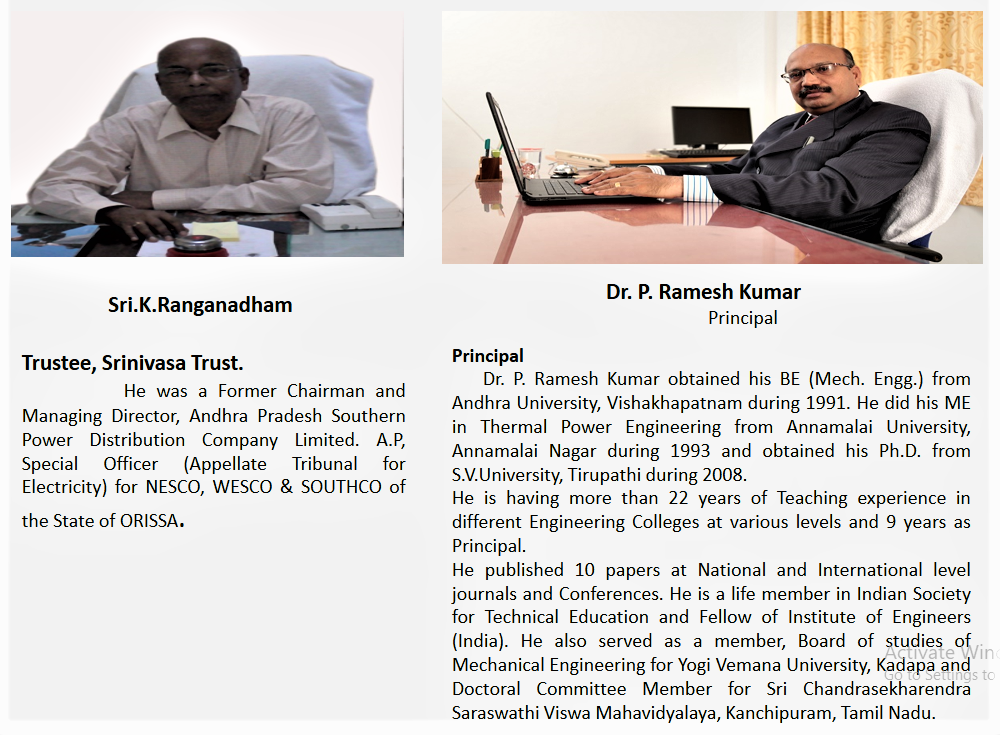 Sri.K.Ranganadham
Trustee, Srinivasa Trust.
He was a Former Chairman and
Managing Director, Andhra Pradesh Southern
Power Distribution Company Limited. A.P,
Special Officer (Appellate Tribunal for
Electricity) for NESCO, WESCO & SOUTHCO of
the State of ORISSA.
Dr. P. Ramesh Kumar
Principal
Principal
Dr. P. Ramesh Kumar obtained his BE (Mech. Engg.) from
Andhra University, Vishakhapatnam during 1991. He did his ME
in Thermal Power Engineering from Annamalai University,
Annamalai Nagar during 1993 and obtained his Ph.D. from
S.V.University, Tirupathi during 2008.
He is having more than 22 years of Teaching experience in
different Engineering Colleges at various levels and 9 years as
Principal.
He published 10 papers at National and International level
journals and Conferences. He is a life member in Indian Society
for Technical Education and Fellow of Institute of Engineers
(India). He also served as a member, Board of studies of
Mechanical Engineering for Yogi Vemana University, Kadapa and
Doctoral Committee Member for Sri Chandrasekharendra
Saraswathi Viswa Mahavidyalaya, Kanchipuram, Tamil Nadu.
Activate Win
Go to Settings to